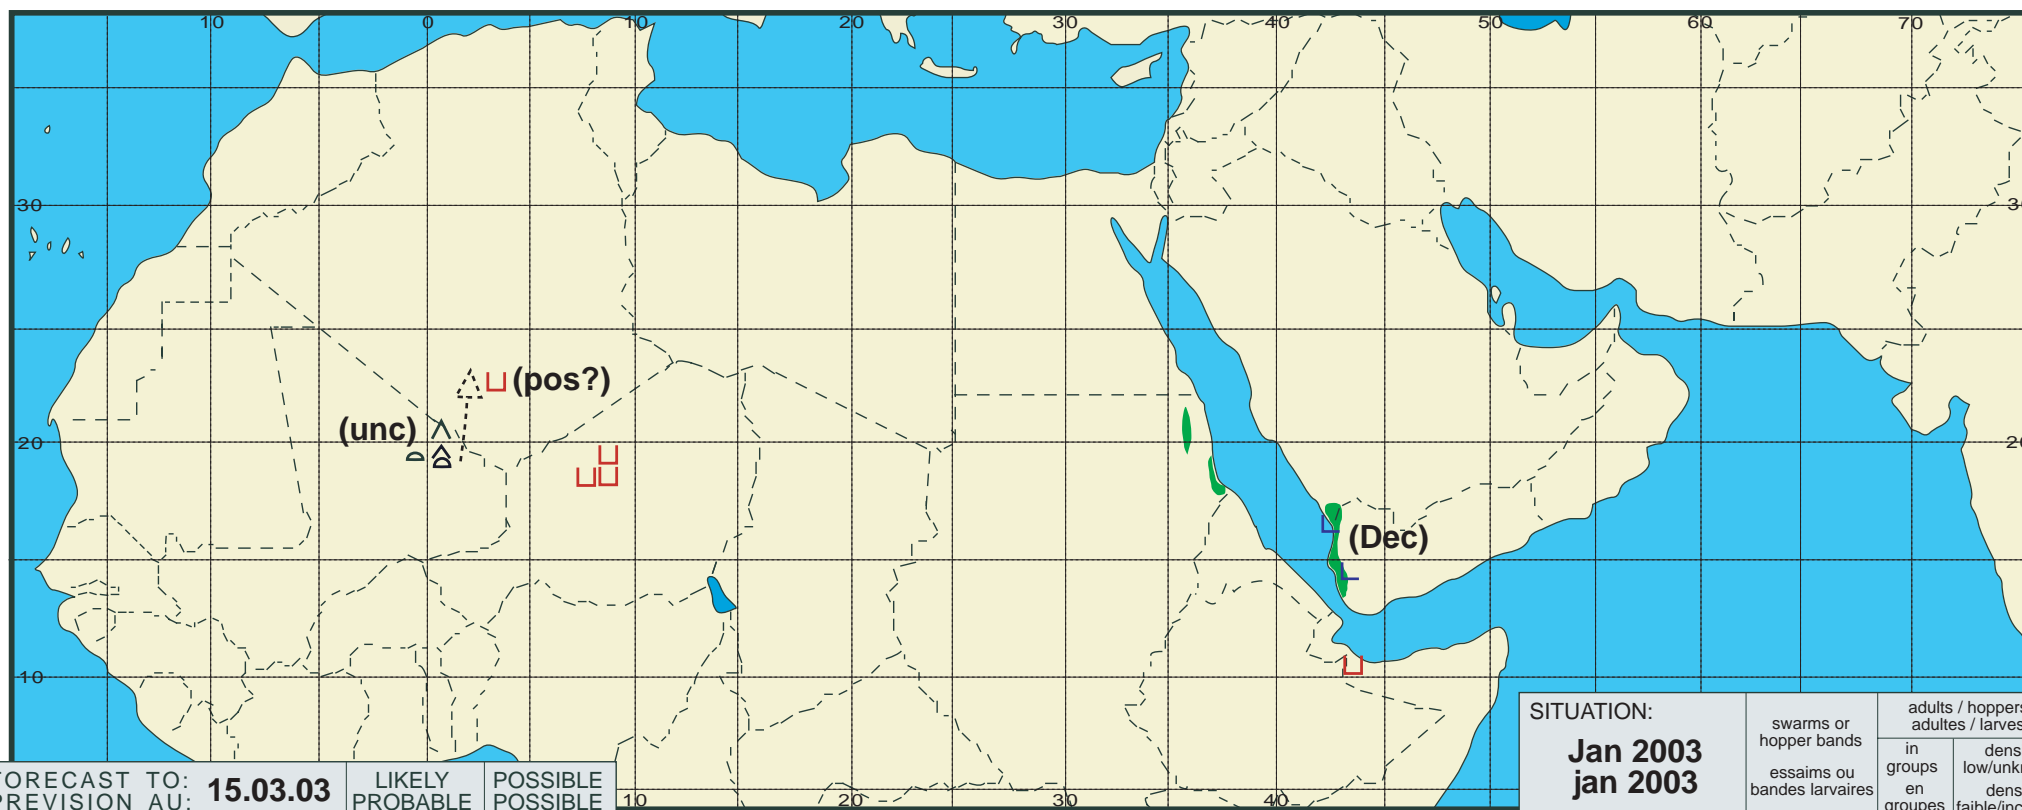 10 0 10 20 30 40 50 60 70
30
(pos?)
(unc)
20
(Dec)
10
SITUATION:
Jan 2003
jan 2003
swarms or
hopper bands
essaims ou
bandes larvaires
adults / hoppers
adultes / larves
in
groups
en
groupes
FORECAST TO:
PREVISION AU:
15.03.03
LIKELY
PROBABLE
POSSIBLE
POSSIBLE
10 20 30 40